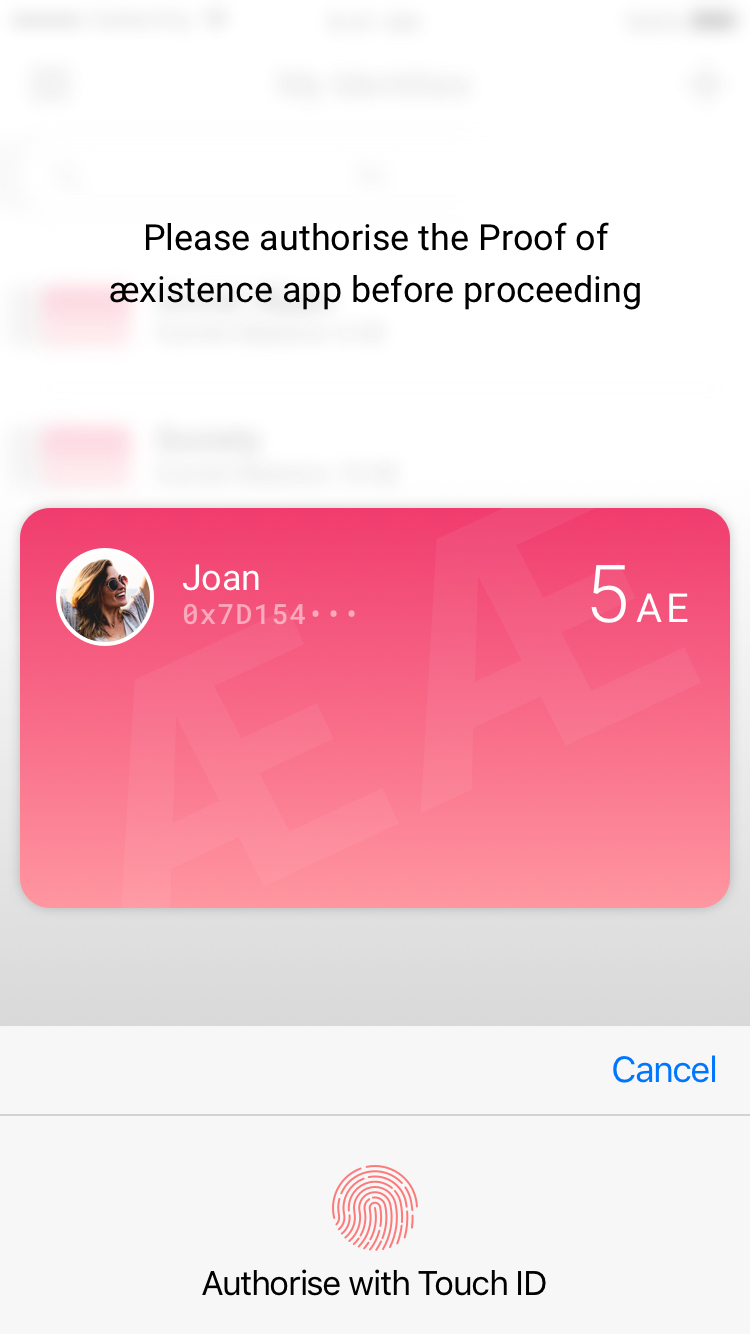 Please authorise the Proof of
æxistence app before proceeding
Joan
0x7D154•••
5 AE
Æ Æ
Cancel
Authorise with Touch ID